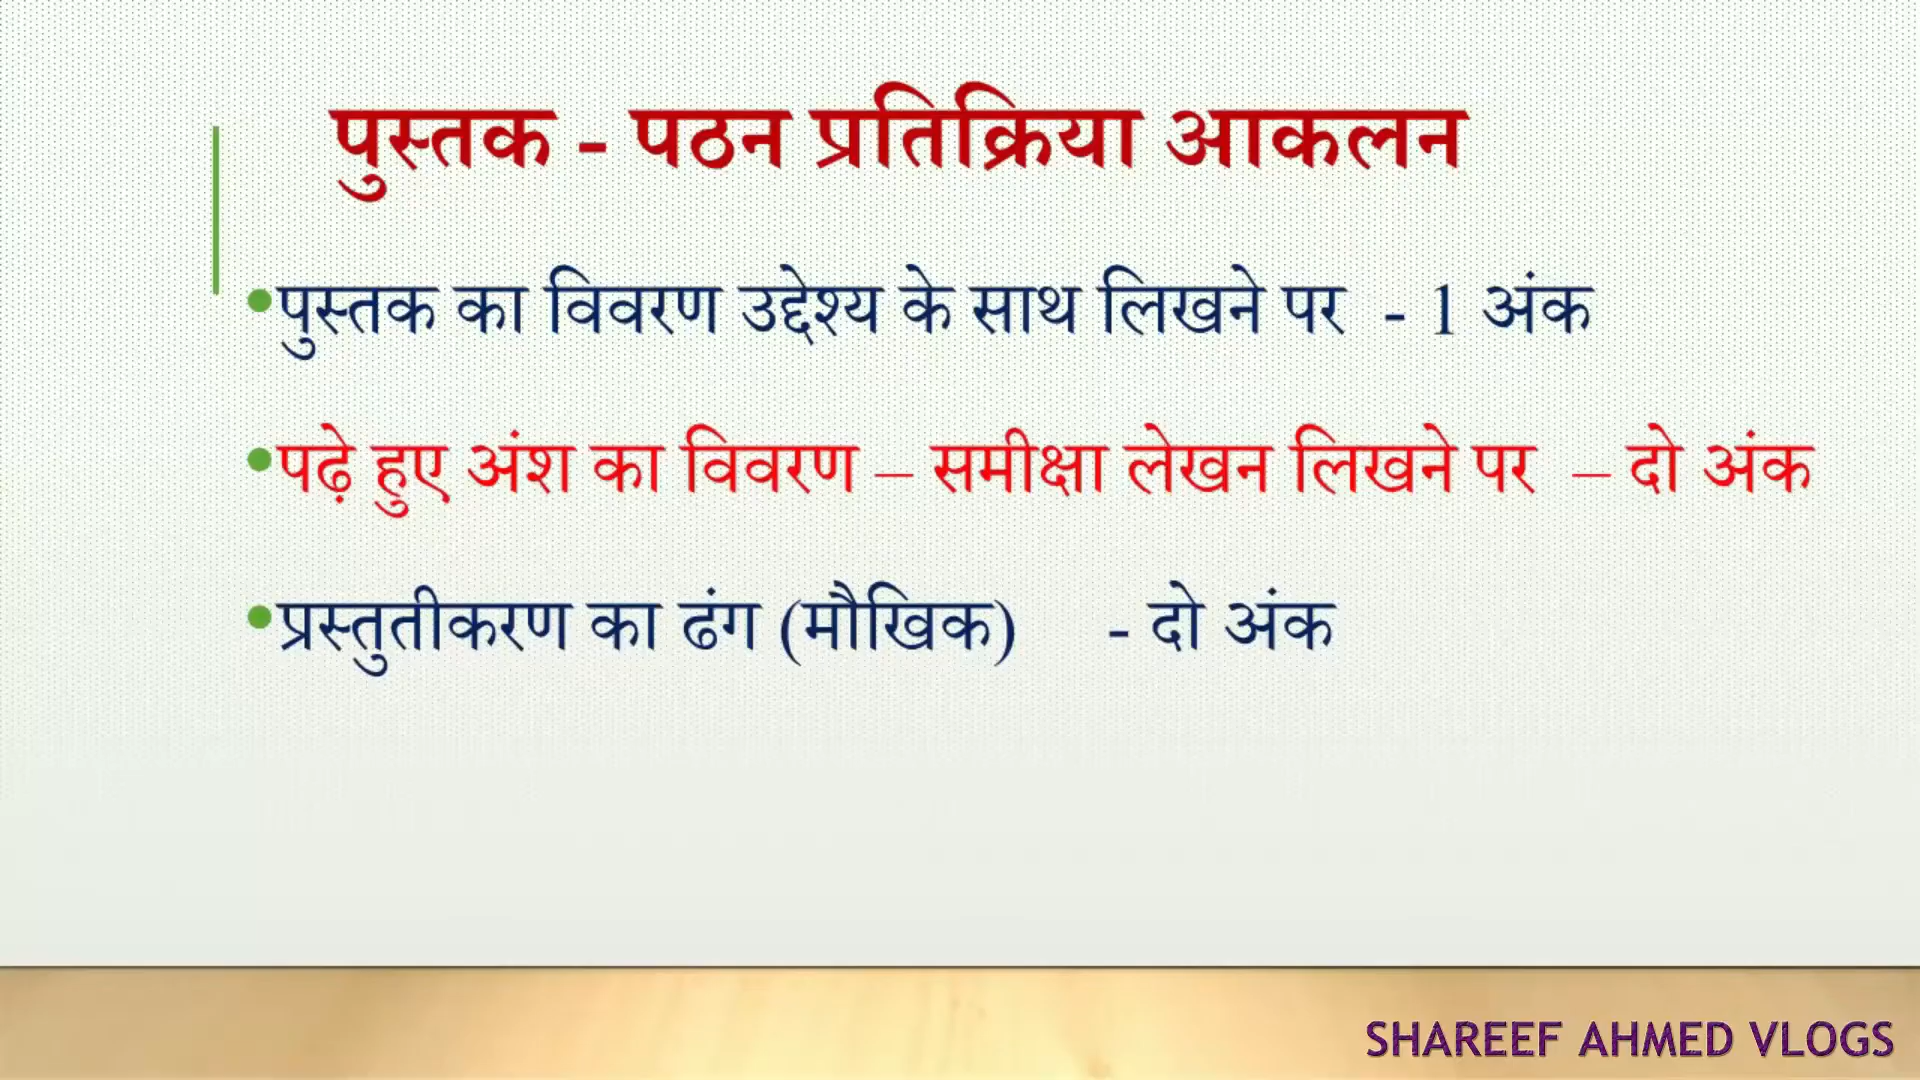 पुस्तक - पठन प्रतिक्रिया आकलन
•पुस्तक का विवरण उद्देश्य के साथ लिखने पर - 1 अंक
•पढ़े हुए अंश का विवरण – समीक्षा लेखन लिखने पर – दो अंक
•प्रस्तुतीकरण का ढंग (मौखिक) - दो अंक
SHAREEF AHMED VLOGS